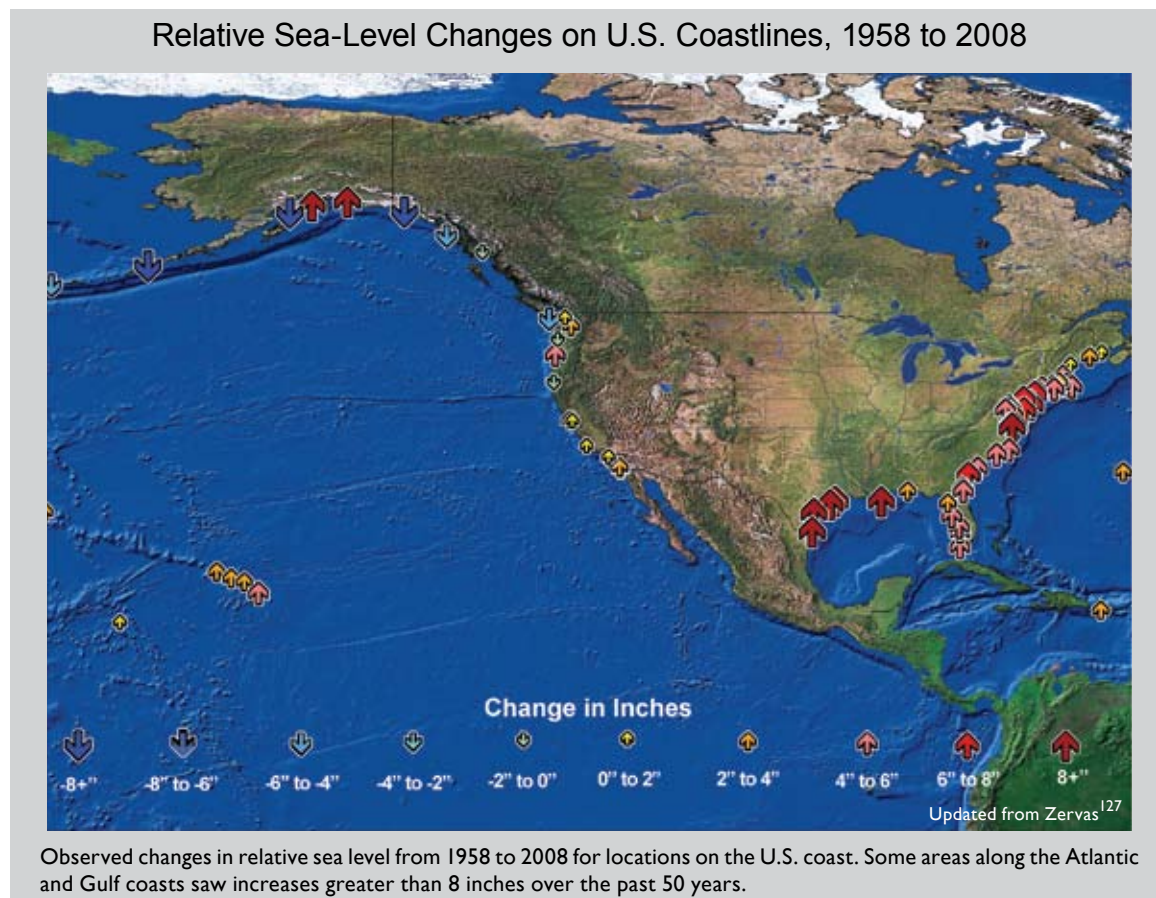 Relative Sea-Level Changes on U.S. Coastlines, 1958 to 2008
Change in Inches
-8+” -8” to -6” -6” to -4” -4” to -2” -2” to 0” 0” to 2” 2” to 4” 4” to 6” 6” to 8” 8+”
Updated from Zervas127
Observed changes in relative sea level from 1958 to 2008 for locations on the U.S. coast. Some areas along the Atlantic
and Gulf coasts saw increases greater than 8 inches over the past 50 years.